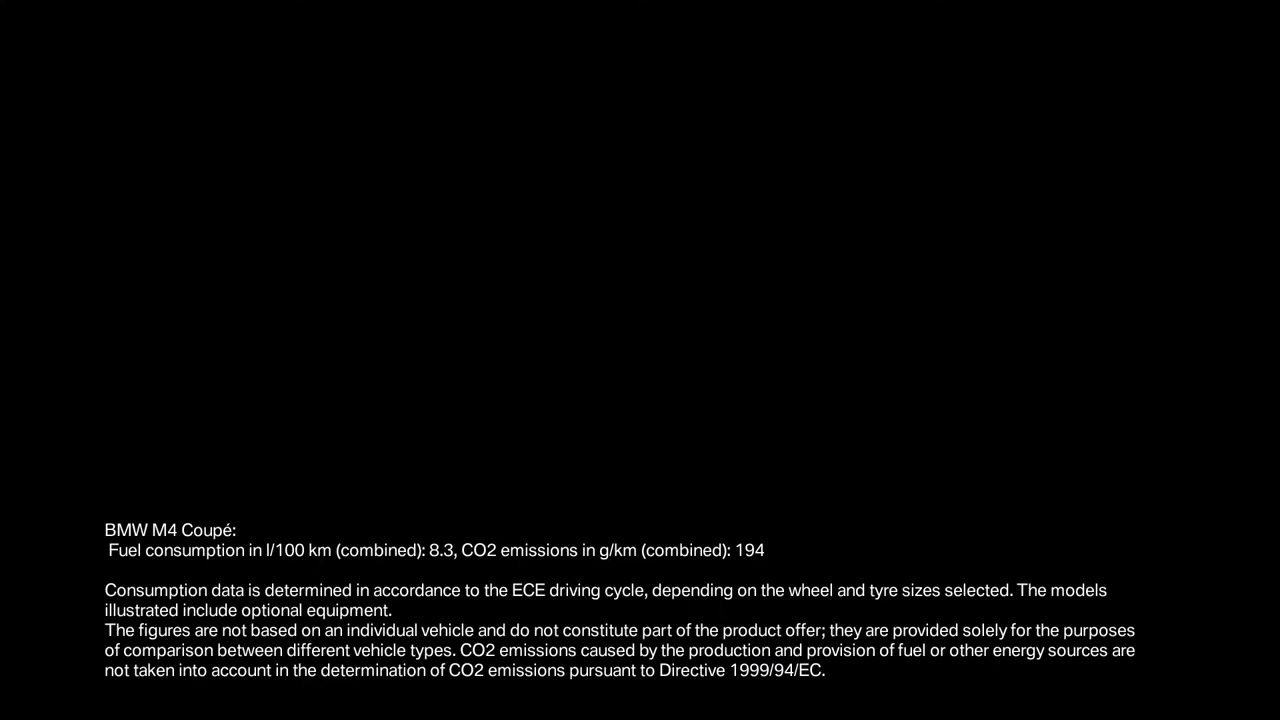 BMW M4 Coupé:
Fuel consumption in l/100 km (combined): 8.3, CO2 emissions in g/km (combined): 194
Consumption data is determined in accordance to the ECE driving cycle, depending on the wheel and tyre sizes selected. The models
illustrated include optional equipment.
The figures are not based on an individual vehicle and do not constitute part of the product offer; they are provided solely for the purposes
of comparison between different vehicle types. CO2 emissions caused by the production and provision of fuel or other energy sources are
not taken into account in the determination of CO2 emissions pursuant to Directive 1999/94/EC.